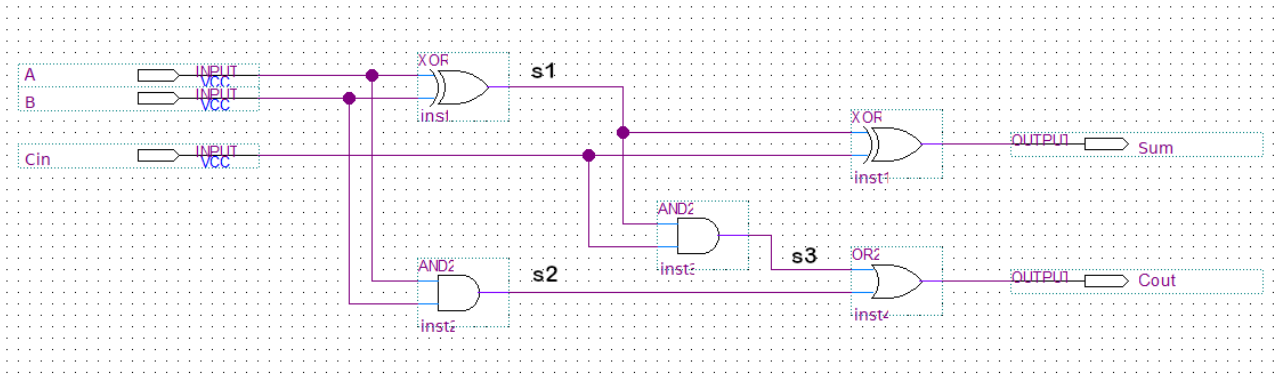 XOR
s1
A
INPUT
VCC
B
INPUT
VCC
inst
XOR
OUTPUT
Sum
Cin
INPUT
VCC
inst1
AND2
AND2
s2
inst3
s3
OR2
OUTPUT
Cout
inst2
inst4